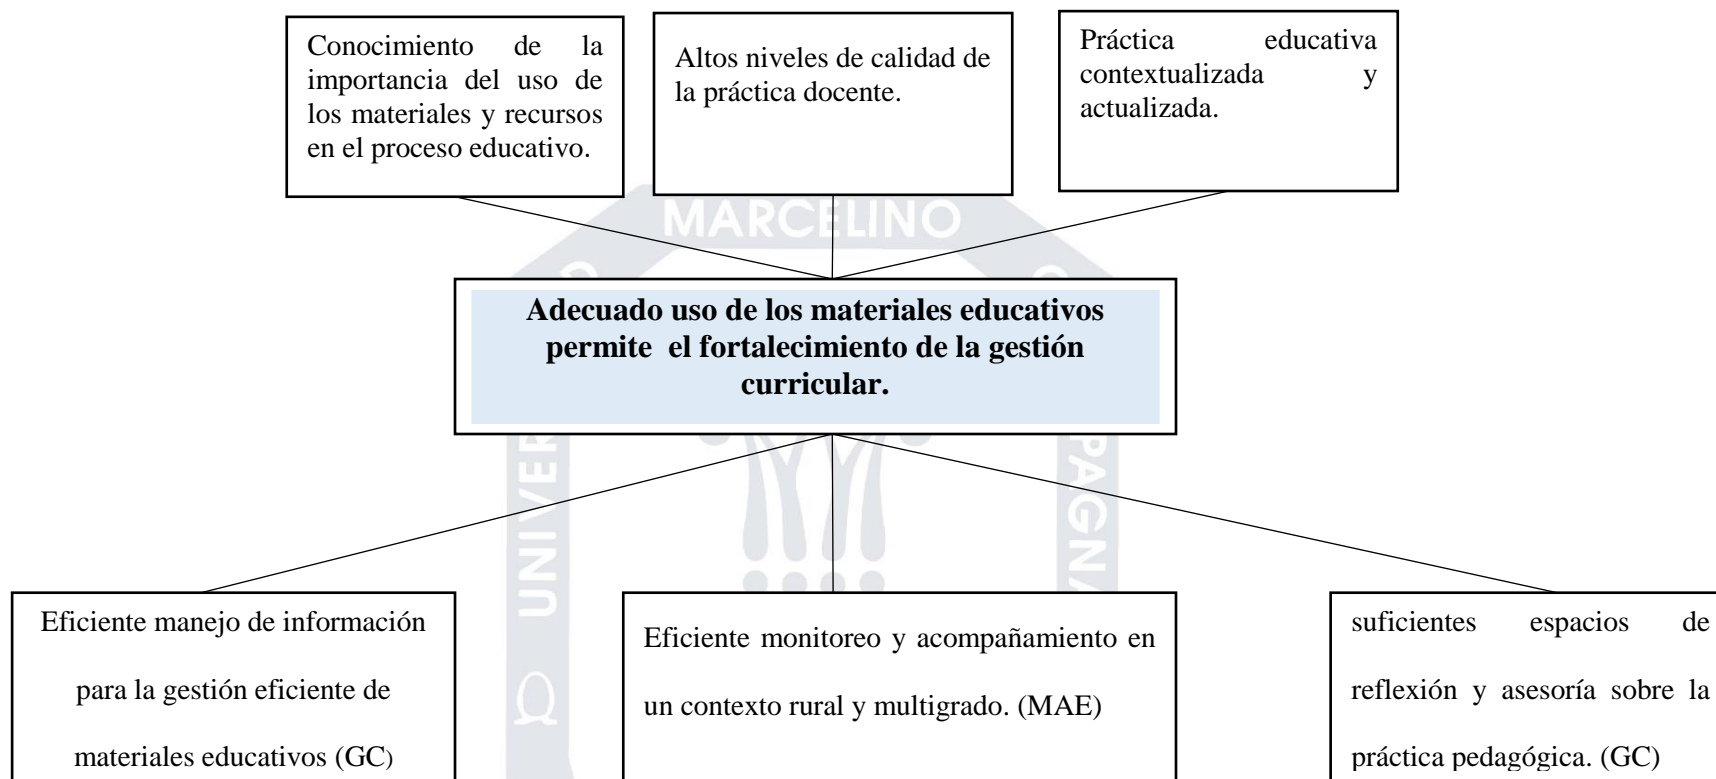 Conocimiento de la
importancia del uso de
los materiales y recursos
en el proceso educativo.
Altos niveles de calidad de
la práctica docente.
Práctica educativa
contextualizada y
actualizada.
MARCELINO
Adecuado uso de los materiales educativos
permite el fortalecimiento de la gestión
curricular.
Eficiente manejo de información
para la gestión eficiente de
materiales educativos (GC)
Eficiente monitoreo y acompañamiento en
un contexto rural y multigrado. (MAE)
suficientes espacios de
reflexión y asesoría sobre la
práctica pedagógica. (GC)